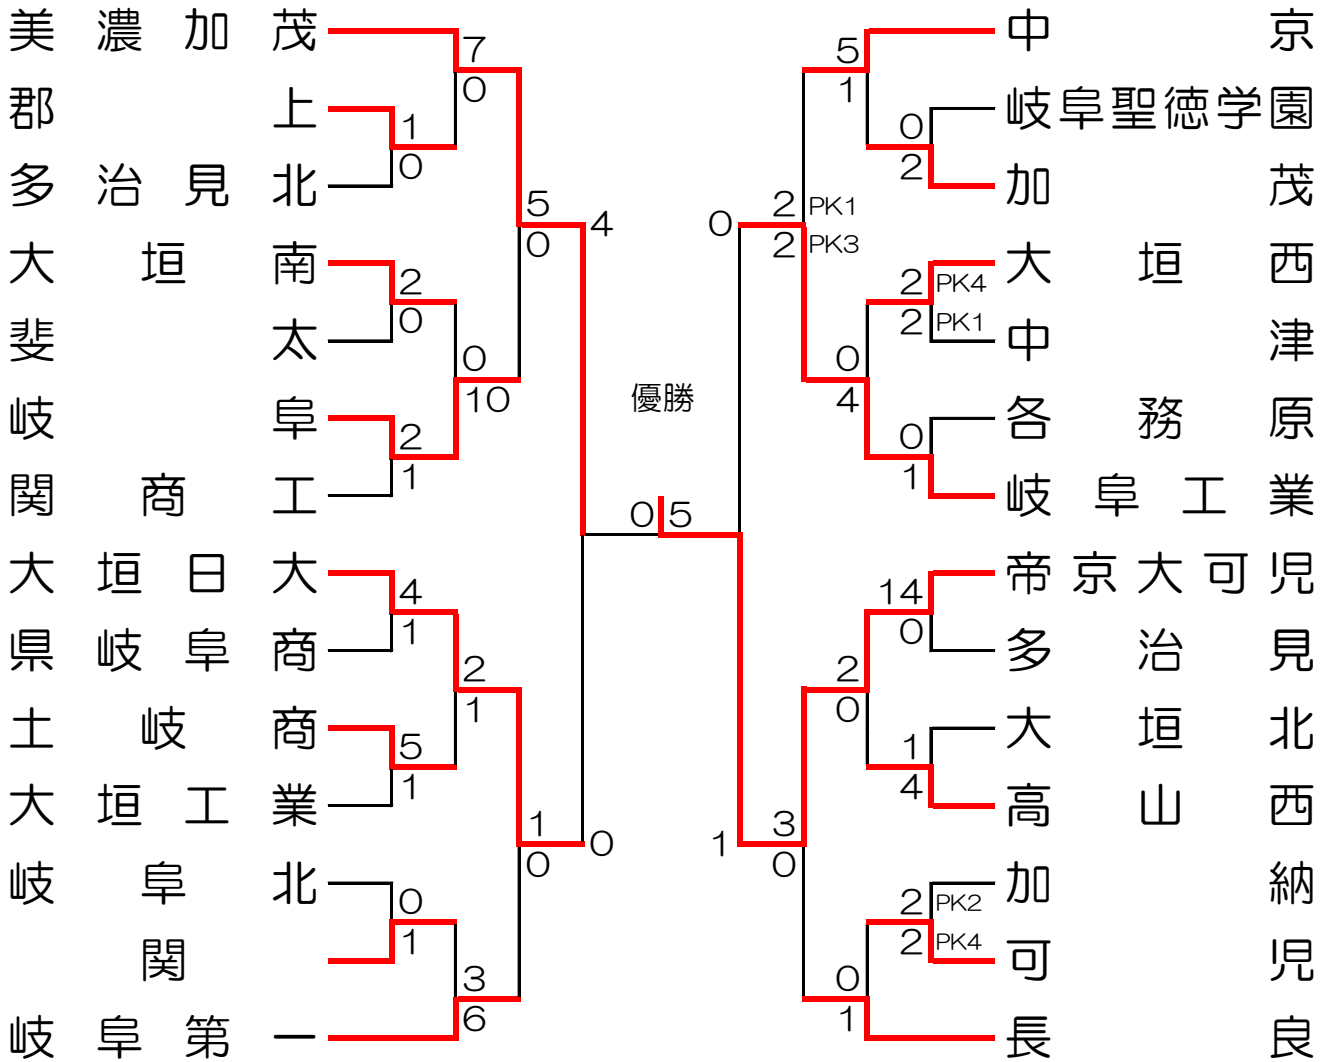 美濃加茂
7
0
郡上
1
0
多治見北
5
0
4
大垣南
2
0
斐太
0
10
岐阜
2
1
関商工
大垣日大
4
1
県岐阜商
2
1
土岐商
5
1
大垣工業
1
0
0
岐阜北
0
1
関
3
6
岐阜第一
優勝
0 5
中京
5
1
岐阜聖徳学園
0
2
加茂
0
2 PK1
2 PK3
大垣西
2 PK4
2 PK1
中津
0
4
各務原
0
1
岐阜工業
帝京大可児
14
0
多治見
2
0
大垣北
1
4
高山西
1
3
0
加納
2 PK2
2 PK4
可児
0
1
長良